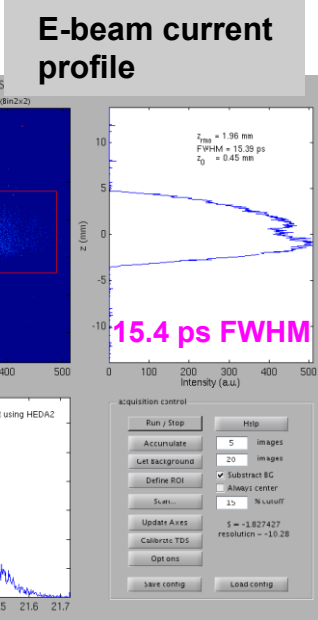 E-beam current
profile
(Bin2×2)
z_rms = 1.96 mm
FWHM = 15.39 ps
z_0 = 0.45 mm
10
5
0
-5
-10
z (mm)
15.4 ps FWHM
400 500
0 100 200 300 400 500
Intensity (a.u.)
acquisition control
using HEDA2
Run / Stop Help
Accumulate 5 images
Get Background 20 images
Define ROI Substract BG
Always center
Scan... 15 % cutoff
Update Axes S = -1.827427
Calibrate TDS resolution = -10.28
Options
Save config Load config
5 21.6 21.7